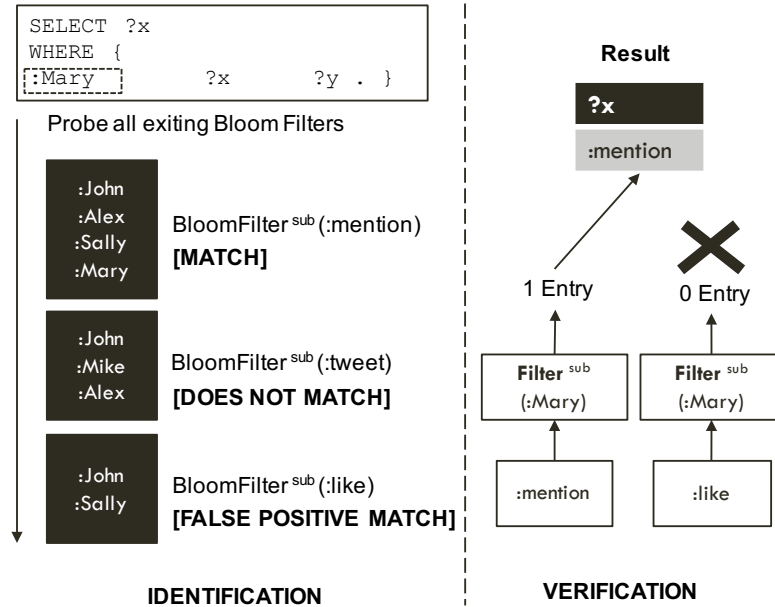 SELECT ?x
WHERE {
:Mary ?x ?y . }
Probe all exiting Bloom Filters
:John
:Alex
:Sally
:Mary
BloomFilter sub (:mention)
[MATCH]
:John
:Mike
:Alex
BloomFilter sub (:tweet)
[DOES NOT MATCH]
:John
:Sally
BloomFilter sub (:like)
[FALSE POSITIVE MATCH]
IDENTIFICATION
Result
?x
:mention
1 Entry
0 Entry
Filter sub
(:Mary)
Filter sub
(:Mary)
:mention
:like
VERIFICATION